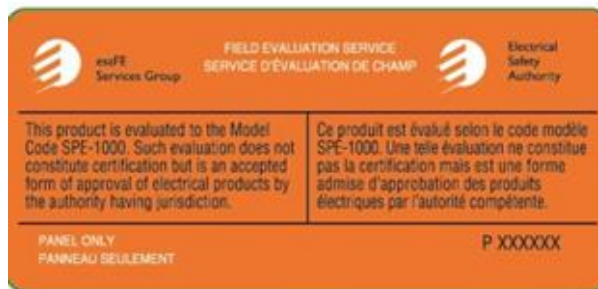 esaFE
Services Group
FIELD EVALUATION SERVICE
SERVICE D'ÉVALUATION DE CHAMP
Electrical
Safety
Authority
This product is evaluated to the Model
Code SPE-1000. Such evaluation does not
constitute certification but is an accepted
form of approval of electrical products by
the authority having jurisdiction.
Ce produit est évalué selon le code modèle
SPE-1000. Une telle évaluation ne constitue
pas la certification mais est une forme
admise d'approbation des produits
électriques par l'autorité compétente.
PANEL ONLY
PANNEAU SEULEMENT
P XXXXXX